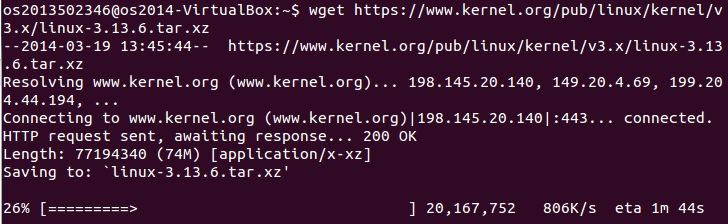 os2013502346@os2014-VirtualBox:~$ wget https://www.kernel.org/pub/linux/kernel/v
3.x/linux-3.13.6.tar.xz
--2014-03-19 13:45:44--  https://www.kernel.org/pub/linux/kernel/v3.x/linux-3.13
.6.tar.xz
Resolving www.kernel.org (www.kernel.org)... 198.145.20.140, 149.20.4.69, 199.20
4.44.194, ...
Connecting to www.kernel.org (www.kernel.org)|198.145.20.140|:443... connected.
HTTP request sent, awaiting response... 200 OK
Length: 77194340 (74M) [application/x-xz]
Saving to: `linux-3.13.6.tar.xz'
26% [=========>                             ] 20,167,752   806K/s  eta 1m 44s